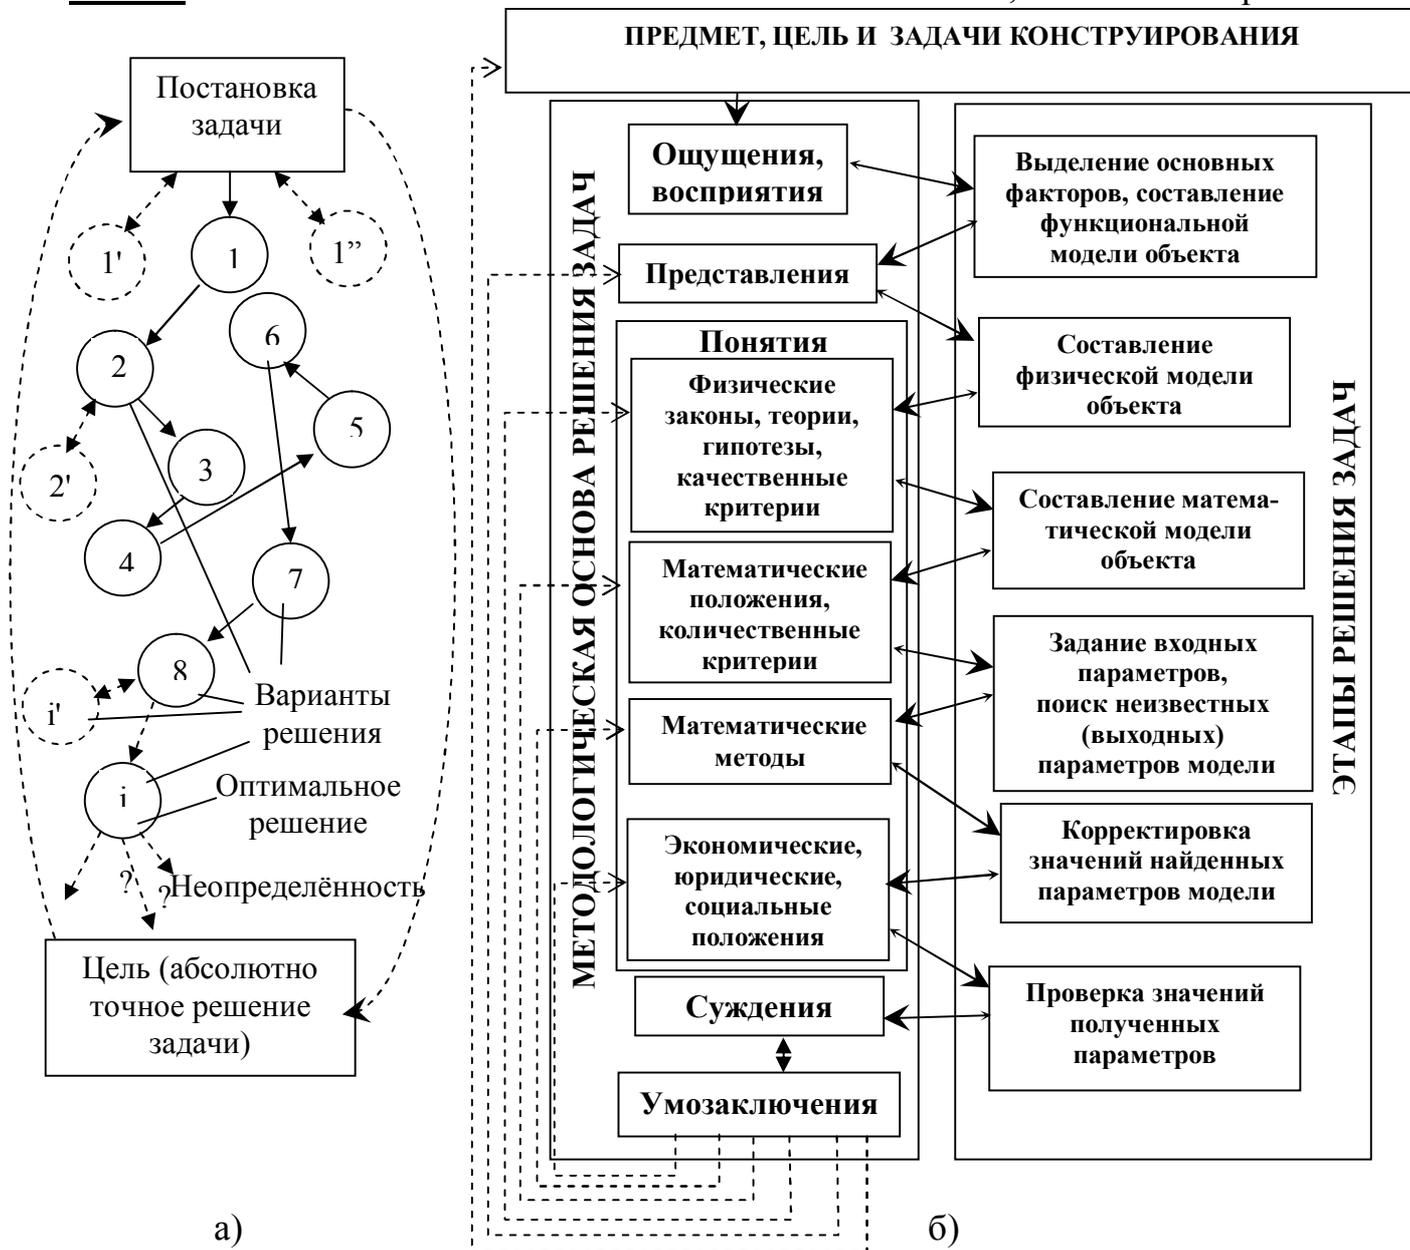 Постановка
задачи
1'
1
1”
6
2
5
3
2'
4
7
8
i'
Варианты
решения
i
Оптимальное
решение
?
?
Неопределённость
Цель (абсолютно
точное решение
задачи)
а)
ПРЕДМЕТ, ЦЕЛЬ И ЗАДАЧИ КОНСТРУИРОВАНИЯ
МЕТОДОЛОГИЧЕСКАЯ ОСНОВА РЕШЕНИЯ ЗАДАЧ
Ощущения,
восприятия
Представления
Понятия
Физические
законы, теории,
гипотезы,
качественные
критерии
Математические
положения,
количественные
критерии
Математические
методы
Экономические,
юридические,
социальные
положения
Суждения
Умозаключения
Выделение основных
факторов, составление
функциональной
модели объекта
Составление
физической модели
объекта
Составление матема-
тической модели
объекта
Задание входных
параметров,
поиск неизвестных
(выходных)
параметров модели
Корректировка
значений найденных
параметров модели
Проверка значений
полученных
параметров
ЭТАПЫ РЕШЕНИЯ ЗАДАЧ
б)